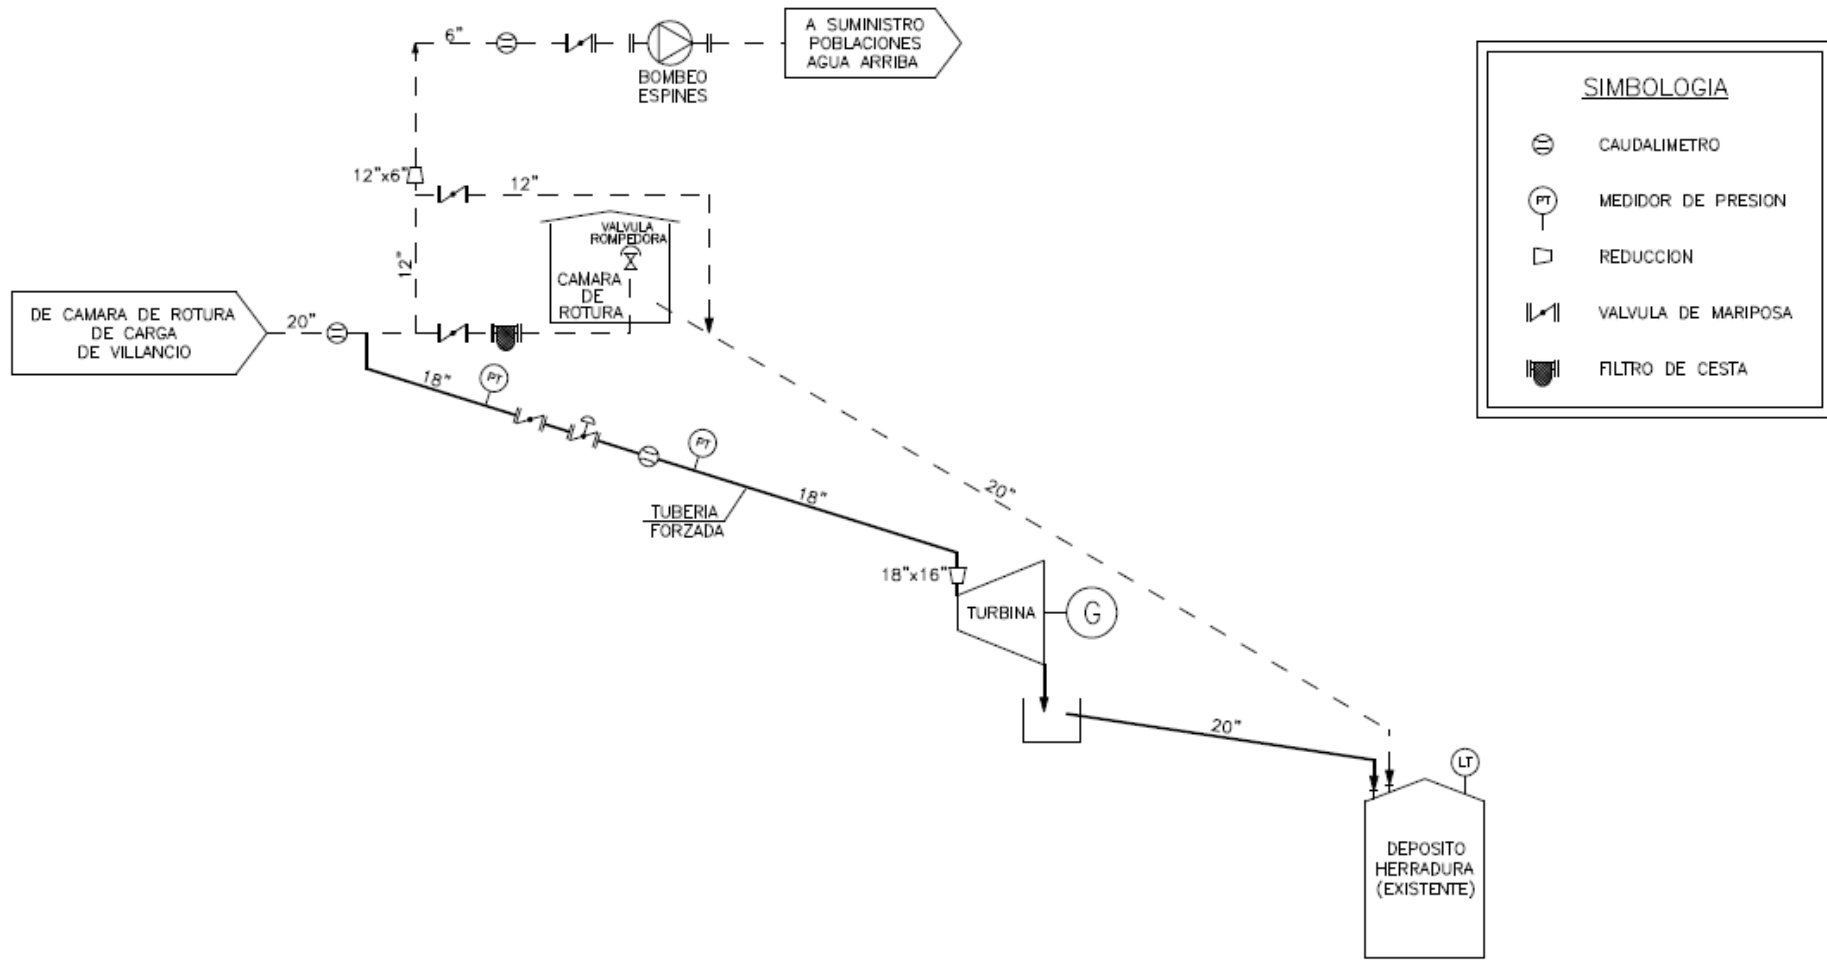 A SUMINISTRO
POBLACIONES
AGUA ARRIBA
6"
BOMBEO
ESPINES
12"x6"
12"
12"
VALVULA
ROMPEDORA
CAMARA
DE
ROTURA
DE CAMARA DE ROTURA
DE CARGA
DE VILLANCIO
20"
18"
PT
PT
18"
TUBERIA
FORZADA
20"
18"x16"
TURBINA
G
20"
LT
DEPOSITO
HERRADURA
(EXISTENTE)
SIMBOLOGIA
CAUDALIMETRO
PT
MEDIDOR DE PRESION
REDUCCION
VALVULA DE MARIPOSA
FILTRO DE CESTA